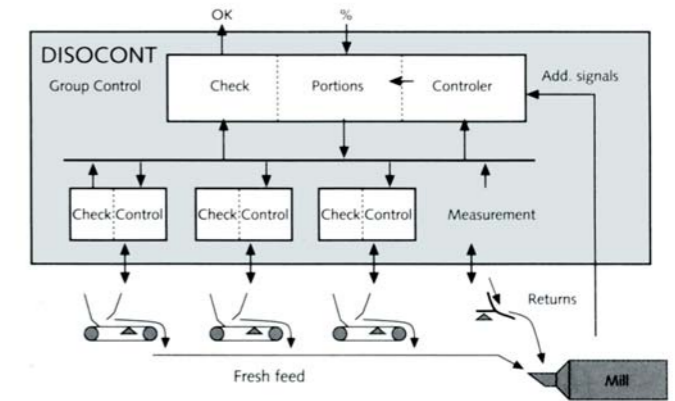 OK %
DISOCONT
Group Control Check Portions Controler Add. signals
Check Control Check Control Check Control Measurement
Returns
Fresh feed
Mill